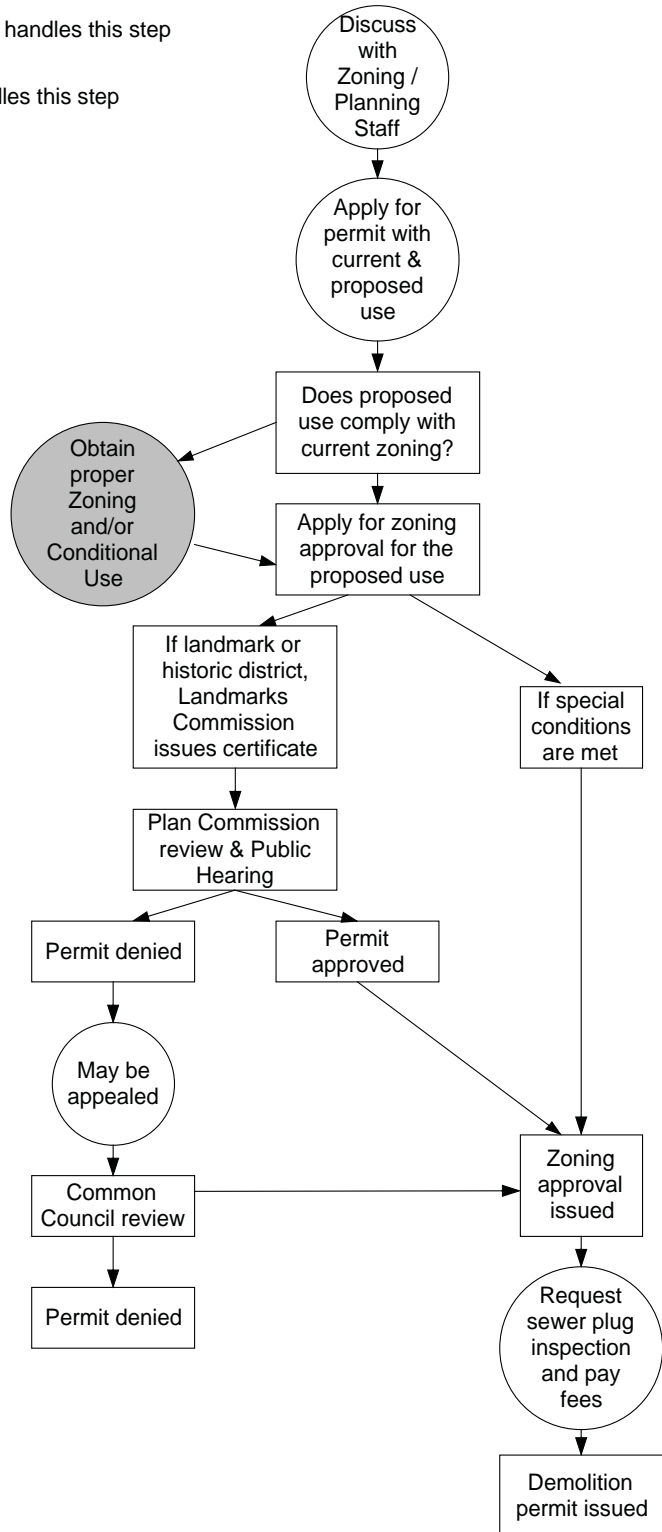 handles this step
dles this step
Discuss
with
Zoning /
Planning
Staff
Apply for
permit with
current &
proposed
use
Does proposed
use comply with
current zoning?
Obtain
proper
Zoning
and/or
Conditional
Use
Apply for zoning
approval for the
proposed use
If landmark or
historic district,
Landmarks
Commission
issues certificate
If special
conditions
are met
Plan Commission
review & Public
Hearing
Permit denied
Permit
approved
May be
appealed
Common
Council review
Zoning
approval
issued
Permit denied
Request
sewer plug
inspection
and pay
fees
Demolition
permit issued